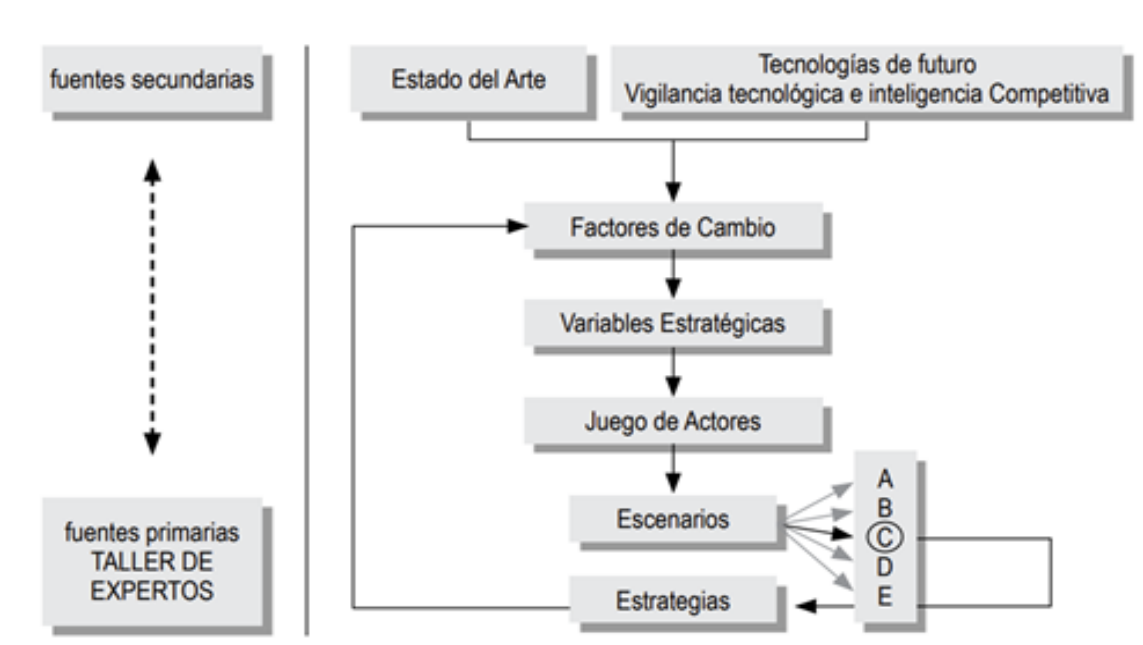 fuentes secundarias
fuentes primarias
TALLER DE
EXPERTOS
Estado del Arte
Tecnologías de futuro
Vigilancia tecnológica e inteligencia Competitiva
Factores de Cambio
Variables Estratégicas
Juego de Actores
Escenarios
A
B
C
D
E
Estrategias